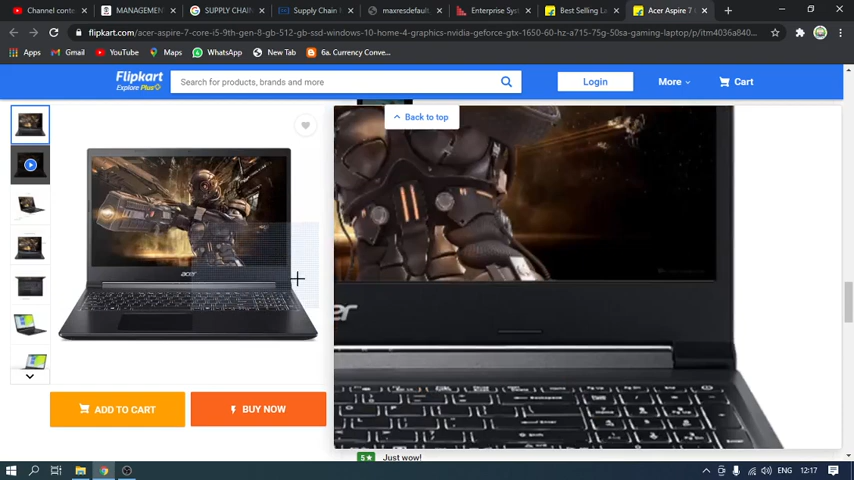 Channel conte
MANAGEMEN
SUPPLY CHAIN
Supply Chain M
maxresdefault.
Enterprise Syst
Best Selling La
Acer Aspire 7 C
flipkart.com/acer-aspire-7-core-i5-9th-gen-8-gb-512-gb-ssd-windows-10-home-4-graphics-nvidia-geforce-gtx-1650-60-hz-a715-75g-50sa-gaming-laptop/p/itm4036a840...
Apps
Gmail
YouTube
Maps
WhatsApp
New Tab
6a. Currency Conve...
Flipkart
Explore Plus
Search for products, brands and more
Login
More
Cart
Back to top
acer
er
ADD TO CART
BUY NOW
5★ Just wow!
ENG
12:17